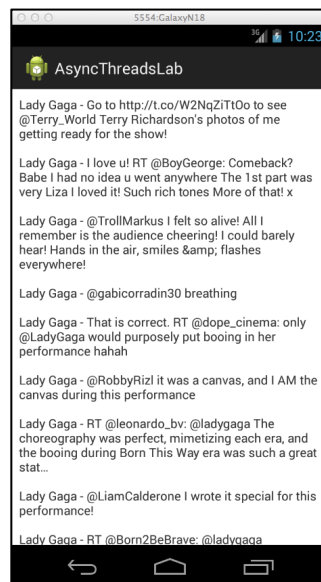 5554:GalaxyN18
3G 10:23
AsyncThreadsLab
Lady Gaga - Go to http://t.co/W2NqZiTtOo to see
@Terry_World Terry Richardson's photos of me
getting ready for the show!
Lady Gaga - I love u! RT @BoyGeorge: Comeback?
Babe I had no idea u went anywhere The 1st part was
very Liza I loved it! Such rich tones More of that! x
Lady Gaga - @TrollMarkus I felt so alive! All I
remember is the audience cheering! I could barely
hear! Hands in the air, smiles &amp; flashes
everywhere!
Lady Gaga - @gabicorradin30 breathing
Lady Gaga - That is correct. RT @dope_cinema: only
@LadyGaga would purposely put booing in her
performance hahah
Lady Gaga - @RobbyRizl it was a canvas, and I AM the
canvas during this performance
Lady Gaga - RT @leonardo_bv: @ladygaga The
choreography was perfect, mimetizing each era, and
the booing during Born This Way era was such a great
stat…
Lady Gaga - @LiamCalderone I wrote it special for this
performance!
Lady Gaga - RT @Born2BeBrave: @ladygaga